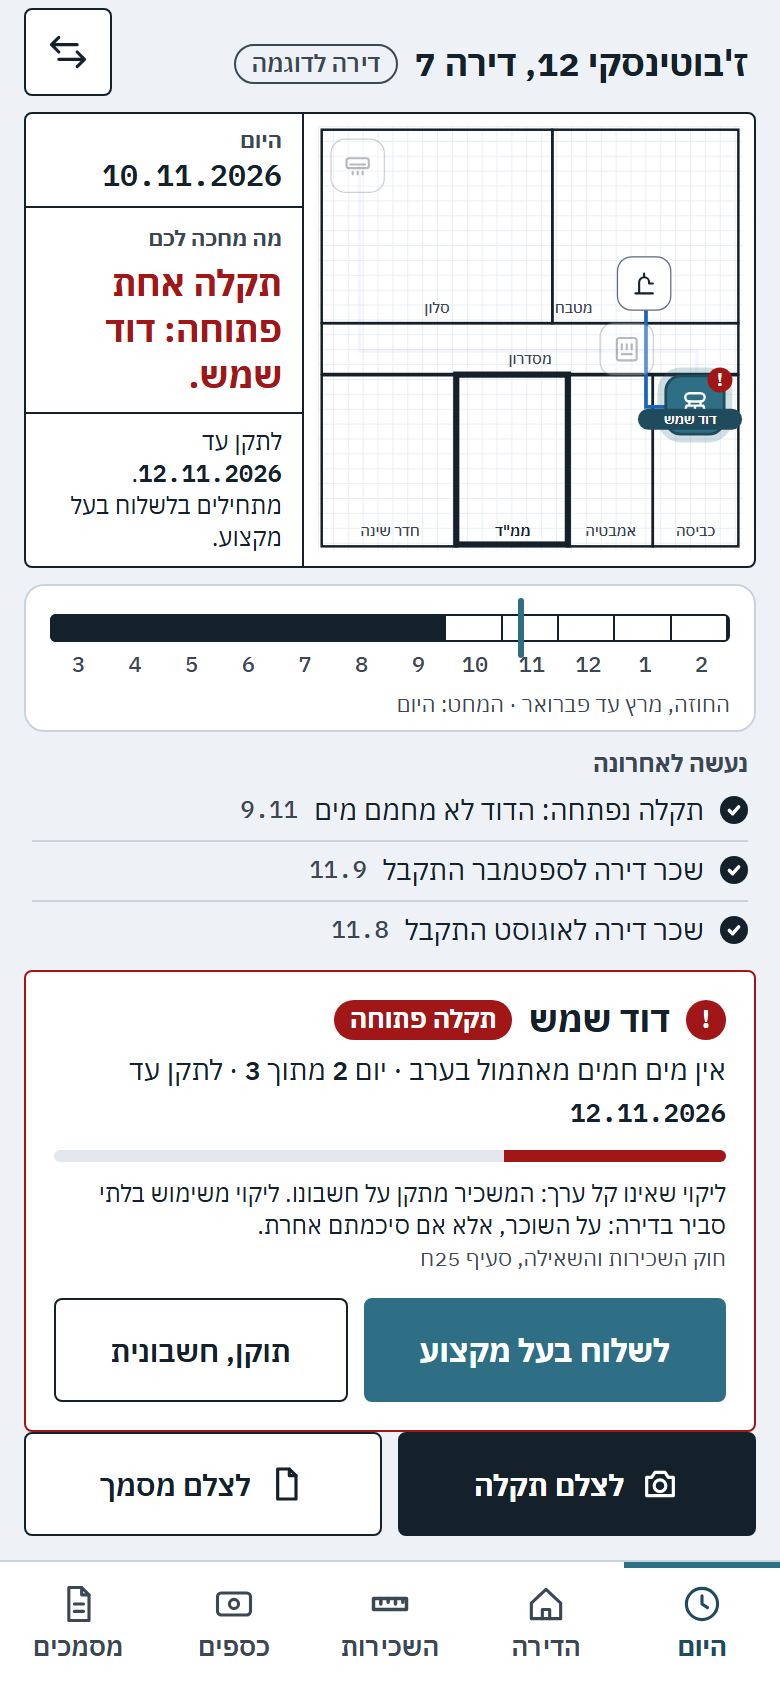 ז'בוטינסקי 12, דירה 7
דירה לדוגמה
סלון
מטבח
מסדרון
!
דוד שמש
חדר שינה
ממ"ד
אמבטיה
כביסה
היום
10.11.2026
מה מחכה לכם
תקלה אחת
פתוחה: דוד
שמש.
לתקן עד
12.11.2026.
מתחילים בלשלוח בעל
מקצוע.
3 4 5 6 7 8 9 10 11 12 1 2
החוזה, מרץ עד פברואר · המחט: היום
נעשה לאחרונה
תקלה נפתחה: הדוד לא מחמם מים 9.11
שכר דירה לספטמבר התקבל 11.9
שכר דירה לאוגוסט התקבל 11.8
! דוד שמש תקלה פתוחה
אין מים חמים מאתמול בערב · יום 2 מתוך 3 · לתקן עד
12.11.2026
ליקוי שאינו קל ערך: המשכיר מתקן על חשבונו. ליקוי משימוש בלתי
סביר בדירה: על השוכר, אלא אם סיכמתם אחרת.
חוק השכירות והשאילה, סעיף 25ח
לשלוח בעל מקצוע
תוקן, חשבונית
לצלם תקלה
לצלם מסמך
היום
הדירה
השכירות
כספים
מסמכים